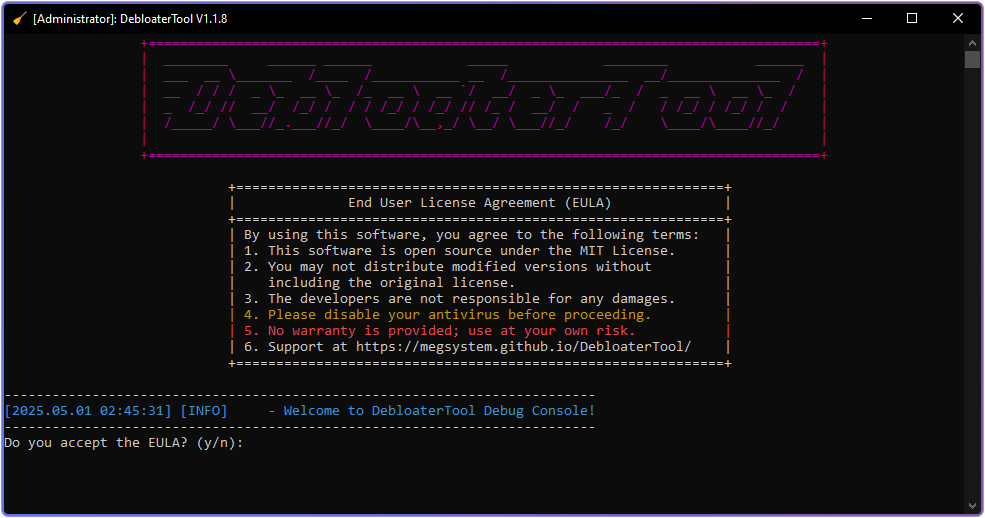 [Administrator]: DebloaterTool V1.1.8
DebloaterTool
End User License Agreement (EULA)
By using this software, you agree to the following terms:
1. This software is open source under the MIT License.
2. You may not distribute modified versions without
including the original license.
3. The developers are not responsible for any damages.
4. Please disable your antivirus before proceeding.
5. No warranty is provided; use at your own risk.
6. Support at https://megsystem.github.io/DebloaterTool/
[2025.05.01 02:45:31] [INFO] - Welcome to DebloaterTool Debug Console!
Do you accept the EULA? (y/n):